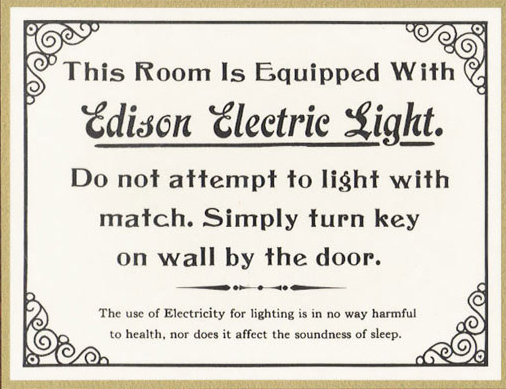 This Room Is Equipped With
Edison Electric Light.
Do not attempt to light with
match. Simply turn key
on wall by the door.
The use of Electricity for lighting is in no way harmful
to health, nor does it affect the soundness of sleep.